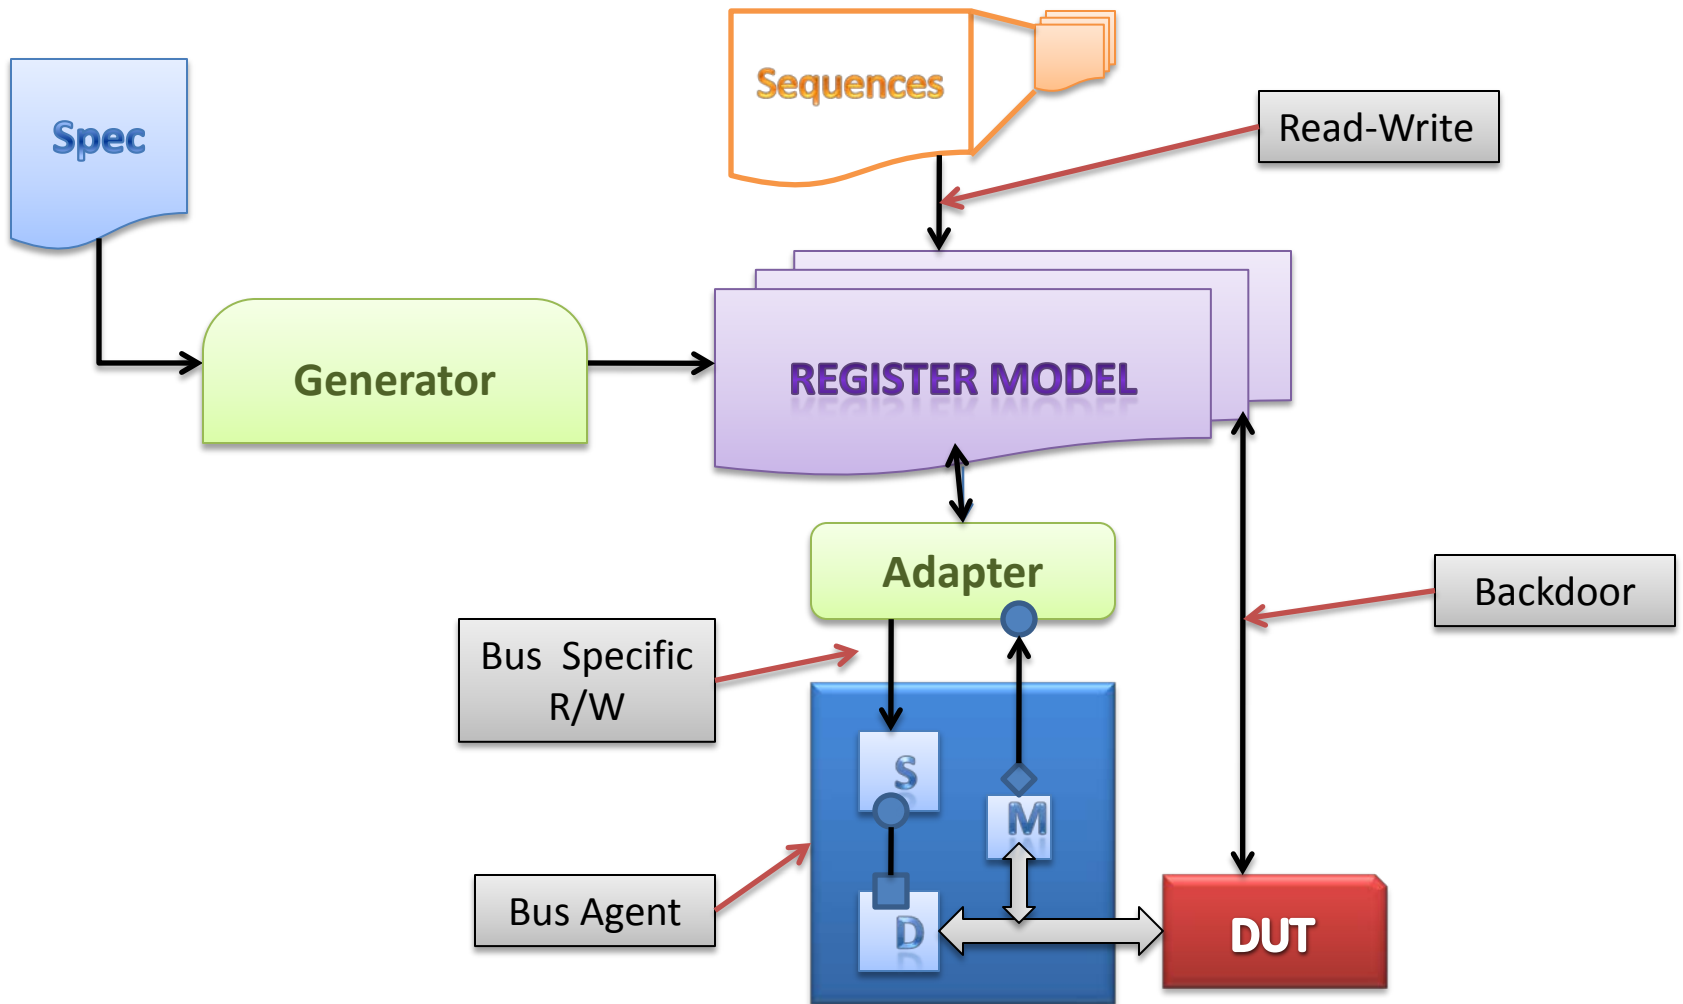 Sequences
Spec
Read-Write
Generator
REGISTER MODEL
Adapter
Backdoor
Bus Specific
R/W
S
M
Bus Agent
D
DUT